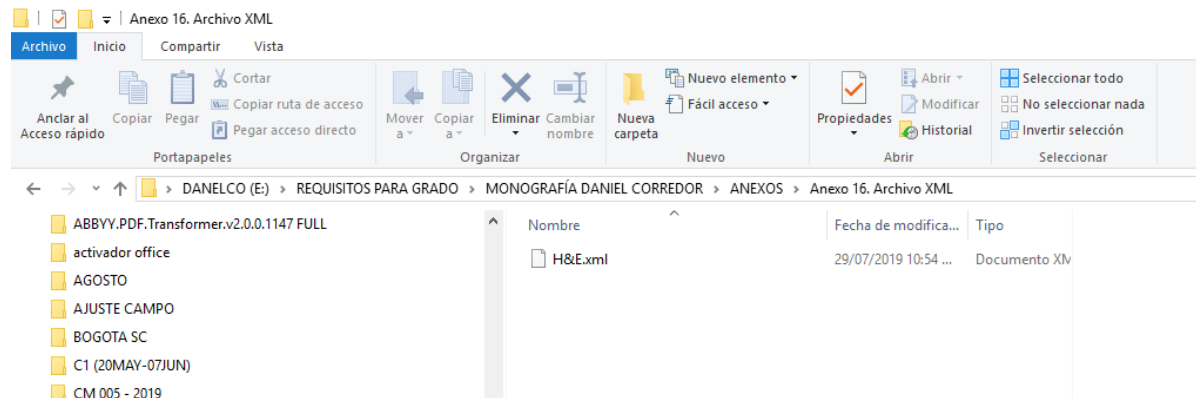 Anexo 16. Archivo XML
Archivo Inicio Compartir Vista
Anclar al Acceso rápido
Copiar
Pegar
Cortar
Copiar ruta de acceso
Pegar acceso directo
Portapapeles
Mover a
Copiar a
Eliminar
Cambiar nombre
Organizar
Nueva carpeta
Nuevo elemento
Fácil acceso
Nuevo
Propiedades
Abrir
Modificar
Historial
Abrir
Seleccionar todo
No seleccionar nada
Invertir selección
Seleccionar
DANELCO (E:) > REQUISITOS PARA GRADO > MONOGRAFÍA DANIEL CORREDOR > ANEXOS > Anexo 16. Archivo XML
ABBYY.PDF.Transformer.v2.0.0.1147 FULL
activador office
AGOSTO
AJUSTE CAMPO
BOGOTA SC
C1 (20MAY-07JUN)
CM 005 - 2019
Nombre Fecha de modifica... Tipo
H&E.xml 29/07/2019 10:54 ... Documento XM